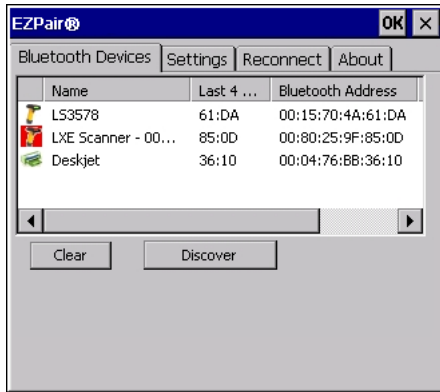 EZPair® OK ×
Bluetooth Devices Settings Reconnect About
Name Last 4 ... Bluetooth Address
LS3578 61:DA 00:15:70:4A:61:DA
LXE Scanner - 00... 85:0D 00:80:25:9F:85:0D
Deskjet 36:10 00:04:76:BB:36:10
Clear Discover